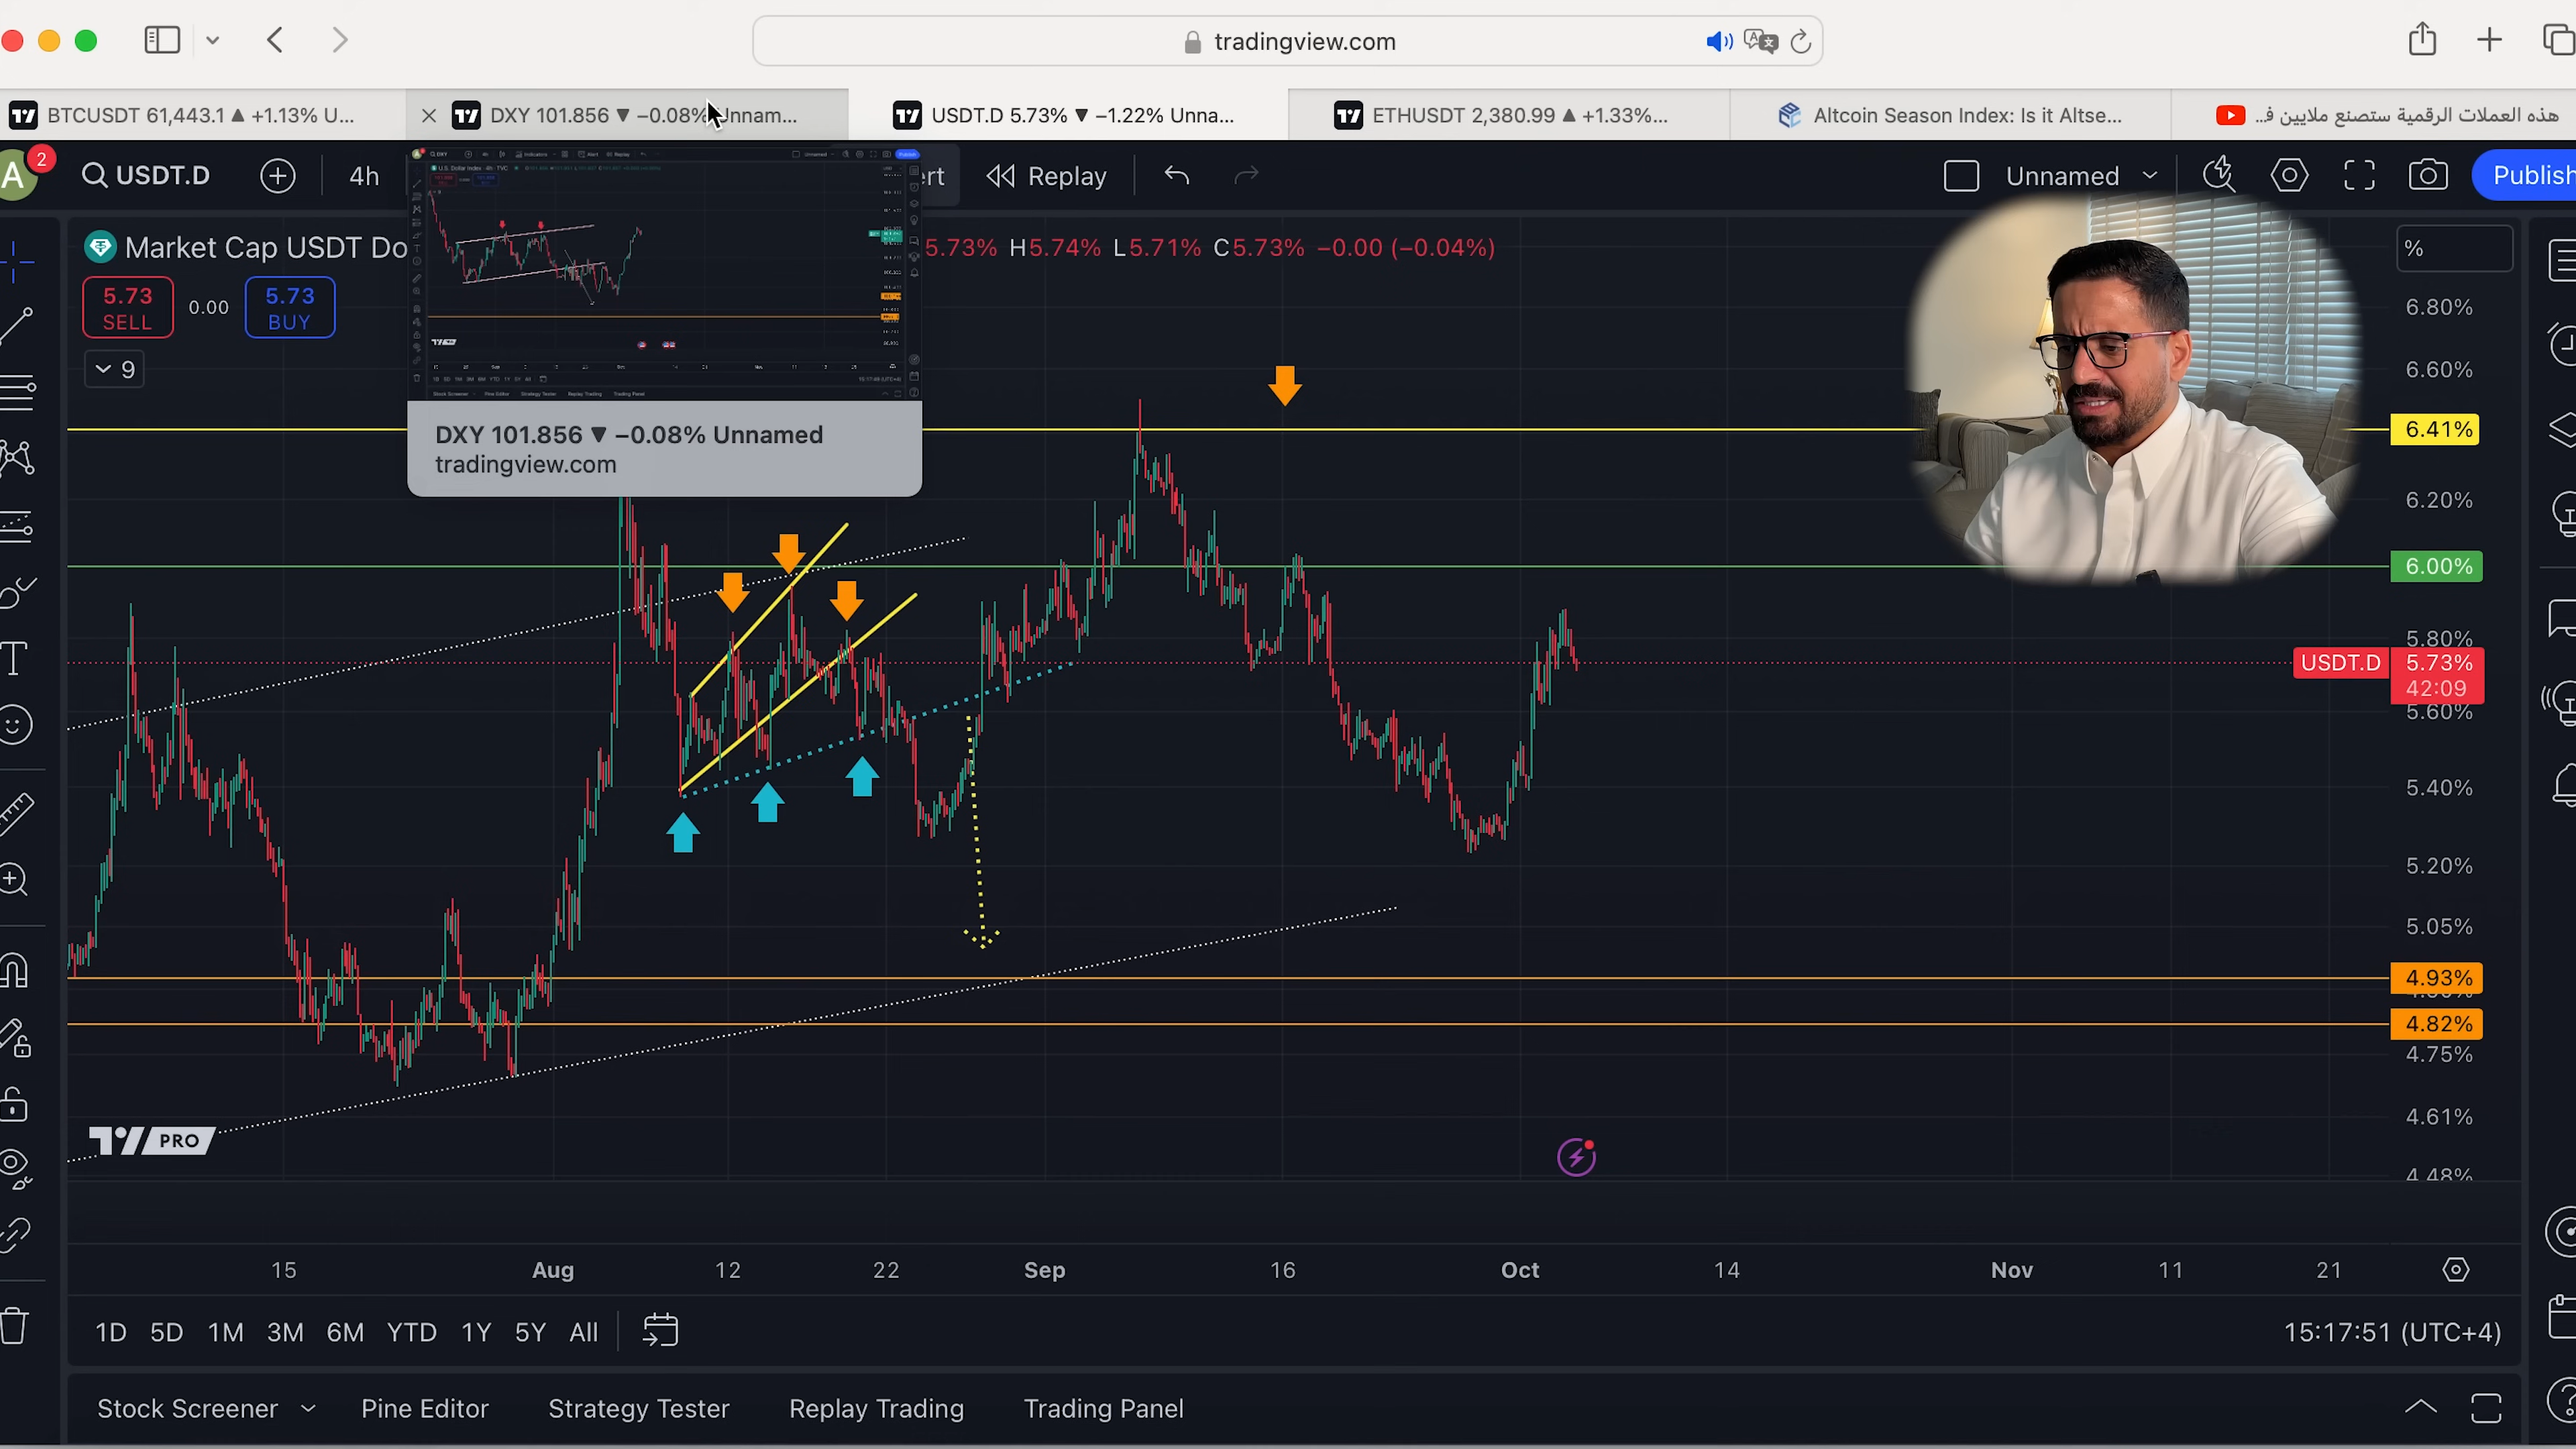 tradingview.com
BTCUSDT 61,443.1 ▲ +1.13% U...
DXY 101.856 ▼ −0.08% Unnam...
USDT.D 5.73% ▼ −1.22% Unna...
ETHUSDT 2,380.99 ▲ +1.33%...
Altcoin Season Index: Is it Altse...
هذه العملات الرقمية ستصنع ملايين ف...
A
2
USDT.D
4h
ert
Replay
Unnamed
Publish
Market Cap USDT Do
5.73% H5.74% L5.71% C5.73% −0.00 (−0.04%)
5.73
SELL
0.00
5.73
BUY
9
DXY 101.856 ▼ −0.08% Unnamed
tradingview.com
%
6.80%
6.60%
6.41%
6.20%
6.00%
5.80%
USDT.D 5.73%
42:09
5.60%
5.40%
5.20%
5.05%
4.93%
4.82%
4.75%
4.61%
4.48%
PRO
15 Aug 12 22 Sep 16 Oct 14 Nov 11 21
1D 5D 1M 3M 6M YTD 1Y 5Y All
15:17:51 (UTC+4)
Stock Screener Pine Editor Strategy Tester Replay Trading Trading Panel